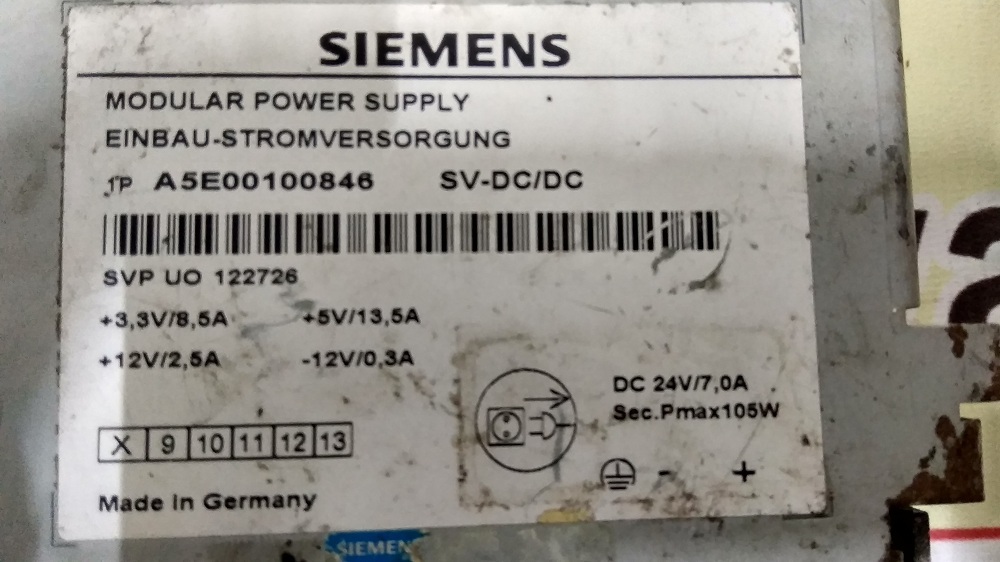 SIEMENS
MODULAR POWER SUPPLY
EINBAU-STROMVERSORGUNG
1P A5E00100846 SV-DC/DC
SVP UO 122726
+3,3V/8,5A +5V/13,5A
+12V/2,5A -12V/0,3A
DC 24V/7,0A
Sec.Pmax105W
X 9 10 11 12 13
- +
Made In Germany
SIEMEN